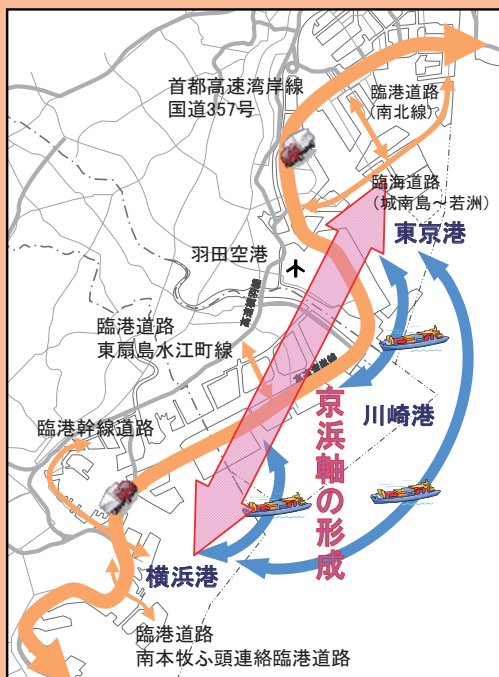 首都高速湾岸線
国道357号
臨港道路
(南北線)
臨海道路
(城南島～若洲)
東京港
羽田空港
臨港道路
東扇島水江町線
川崎港
臨港幹線道路
京浜軸の形成
横浜港
臨港道路
南本牧ふ頭連絡臨港道路